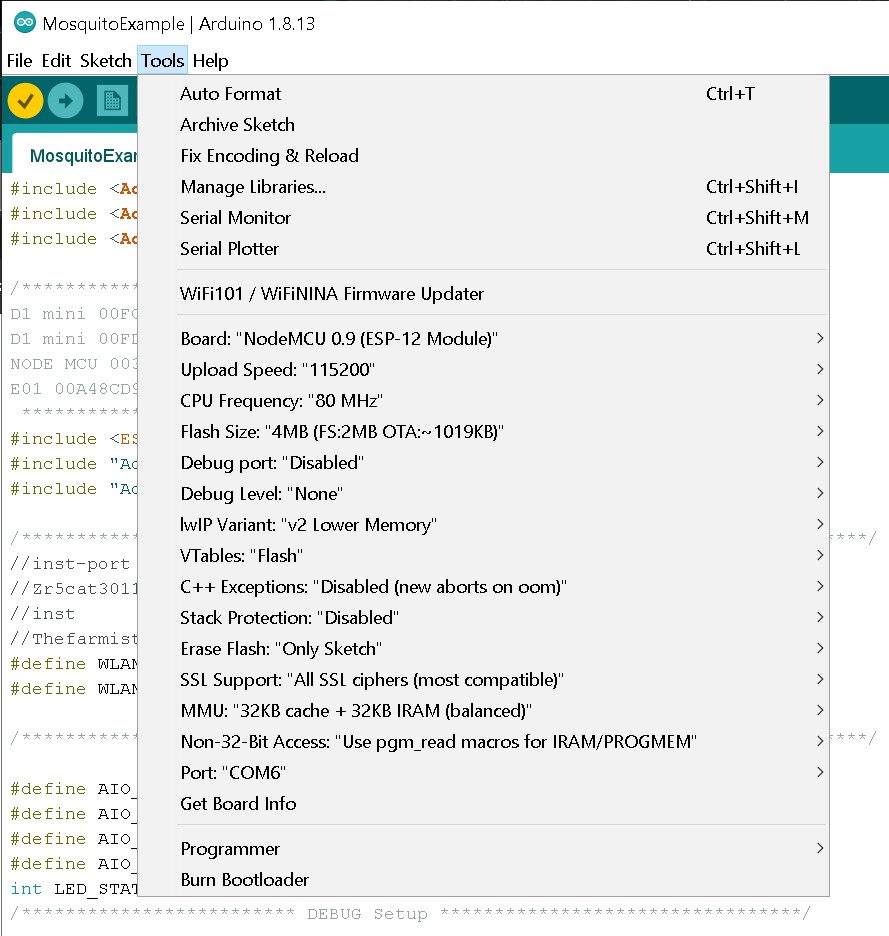 MosquitoExample | Arduino 1.8.13
File Edit Sketch Tools Help
Auto Format Ctrl+T
Archive Sketch
Fix Encoding & Reload
Manage Libraries... Ctrl+Shift+I
Serial Monitor Ctrl+Shift+M
Serial Plotter Ctrl+Shift+L
WiFi101 / WiFiNINA Firmware Updater
Board: "NodeMCU 0.9 (ESP-12 Module)"
Upload Speed: "115200"
CPU Frequency: "80 MHz"
Flash Size: "4MB (FS:2MB OTA:~1019KB)"
Debug port: "Disabled"
Debug Level: "None"
lwIP Variant: "v2 Lower Memory"
VTables: "Flash"
C++ Exceptions: "Disabled (new aborts on oom)"
Stack Protection: "Disabled"
Erase Flash: "Only Sketch"
SSL Support: "All SSL ciphers (most compatible)"
MMU: "32KB cache + 32KB IRAM (balanced)"
Non-32-Bit Access: "Use pgm_read macros for IRAM/PROGMEM"
Port: "COM6"
Get Board Info
Programmer
Burn Bootloader
MosquitoExa
#include <Ad
#include <Ad
#include <Ad
/***********
D1 mini 00FC
D1 mini 00FD
NODE MCU 003
E01 00A48CD9
***********
#include <ES
#include "Ad
#include "Ad
/*********** ***/
//inst-port
//Zr5cat3011
//inst
//Thefarmist
#define WLAN
#define WLAN
/*********** ***/
#define AIO_
#define AIO_
#define AIO_
#define AIO_
int LED_STAT
/************************* DEBUG Setup *********************************/